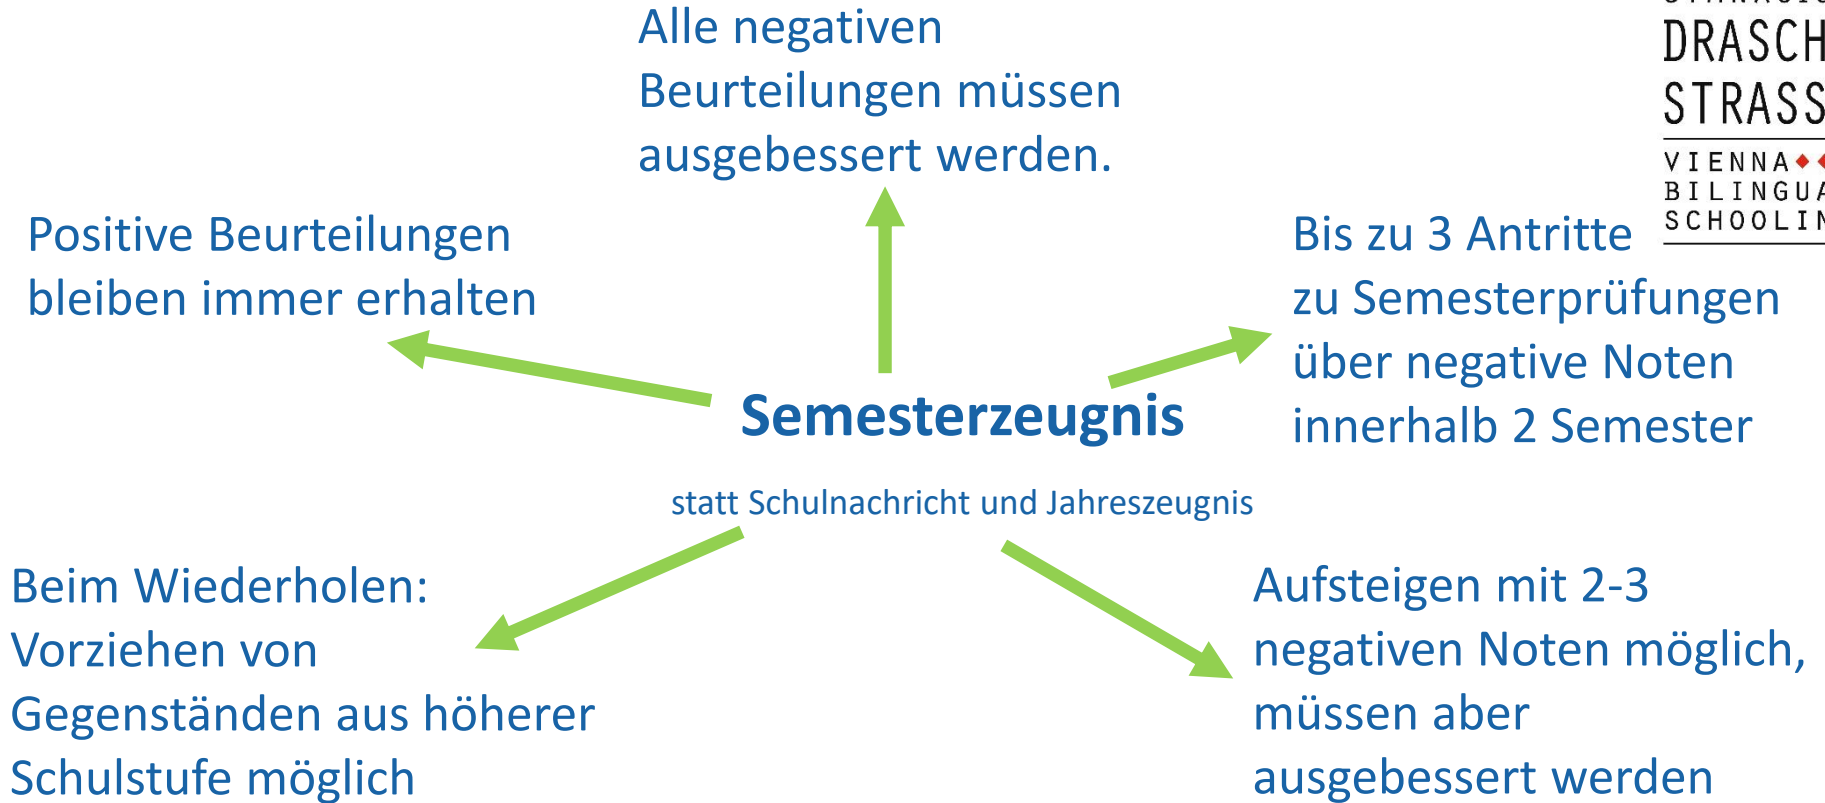 Alle negativen
Beurteilungen müssen
ausgebessert werden.
DRASCH
STRASS
VIENNA
BILINGUA
SCHOOLIN
Positive Beurteilungen
bleiben immer erhalten
Bis zu 3 Antritte
zu Semesterprüfungen
über negative Noten
innerhalb 2 Semester
Semesterzeugnis
statt Schulnachricht und Jahreszeugnis
Beim Wiederholen:
Vorziehen von
Gegenständen aus höherer
Schulstufe möglich
Aufsteigen mit 2-3
negativen Noten möglich,
müssen aber
ausgebessert werden